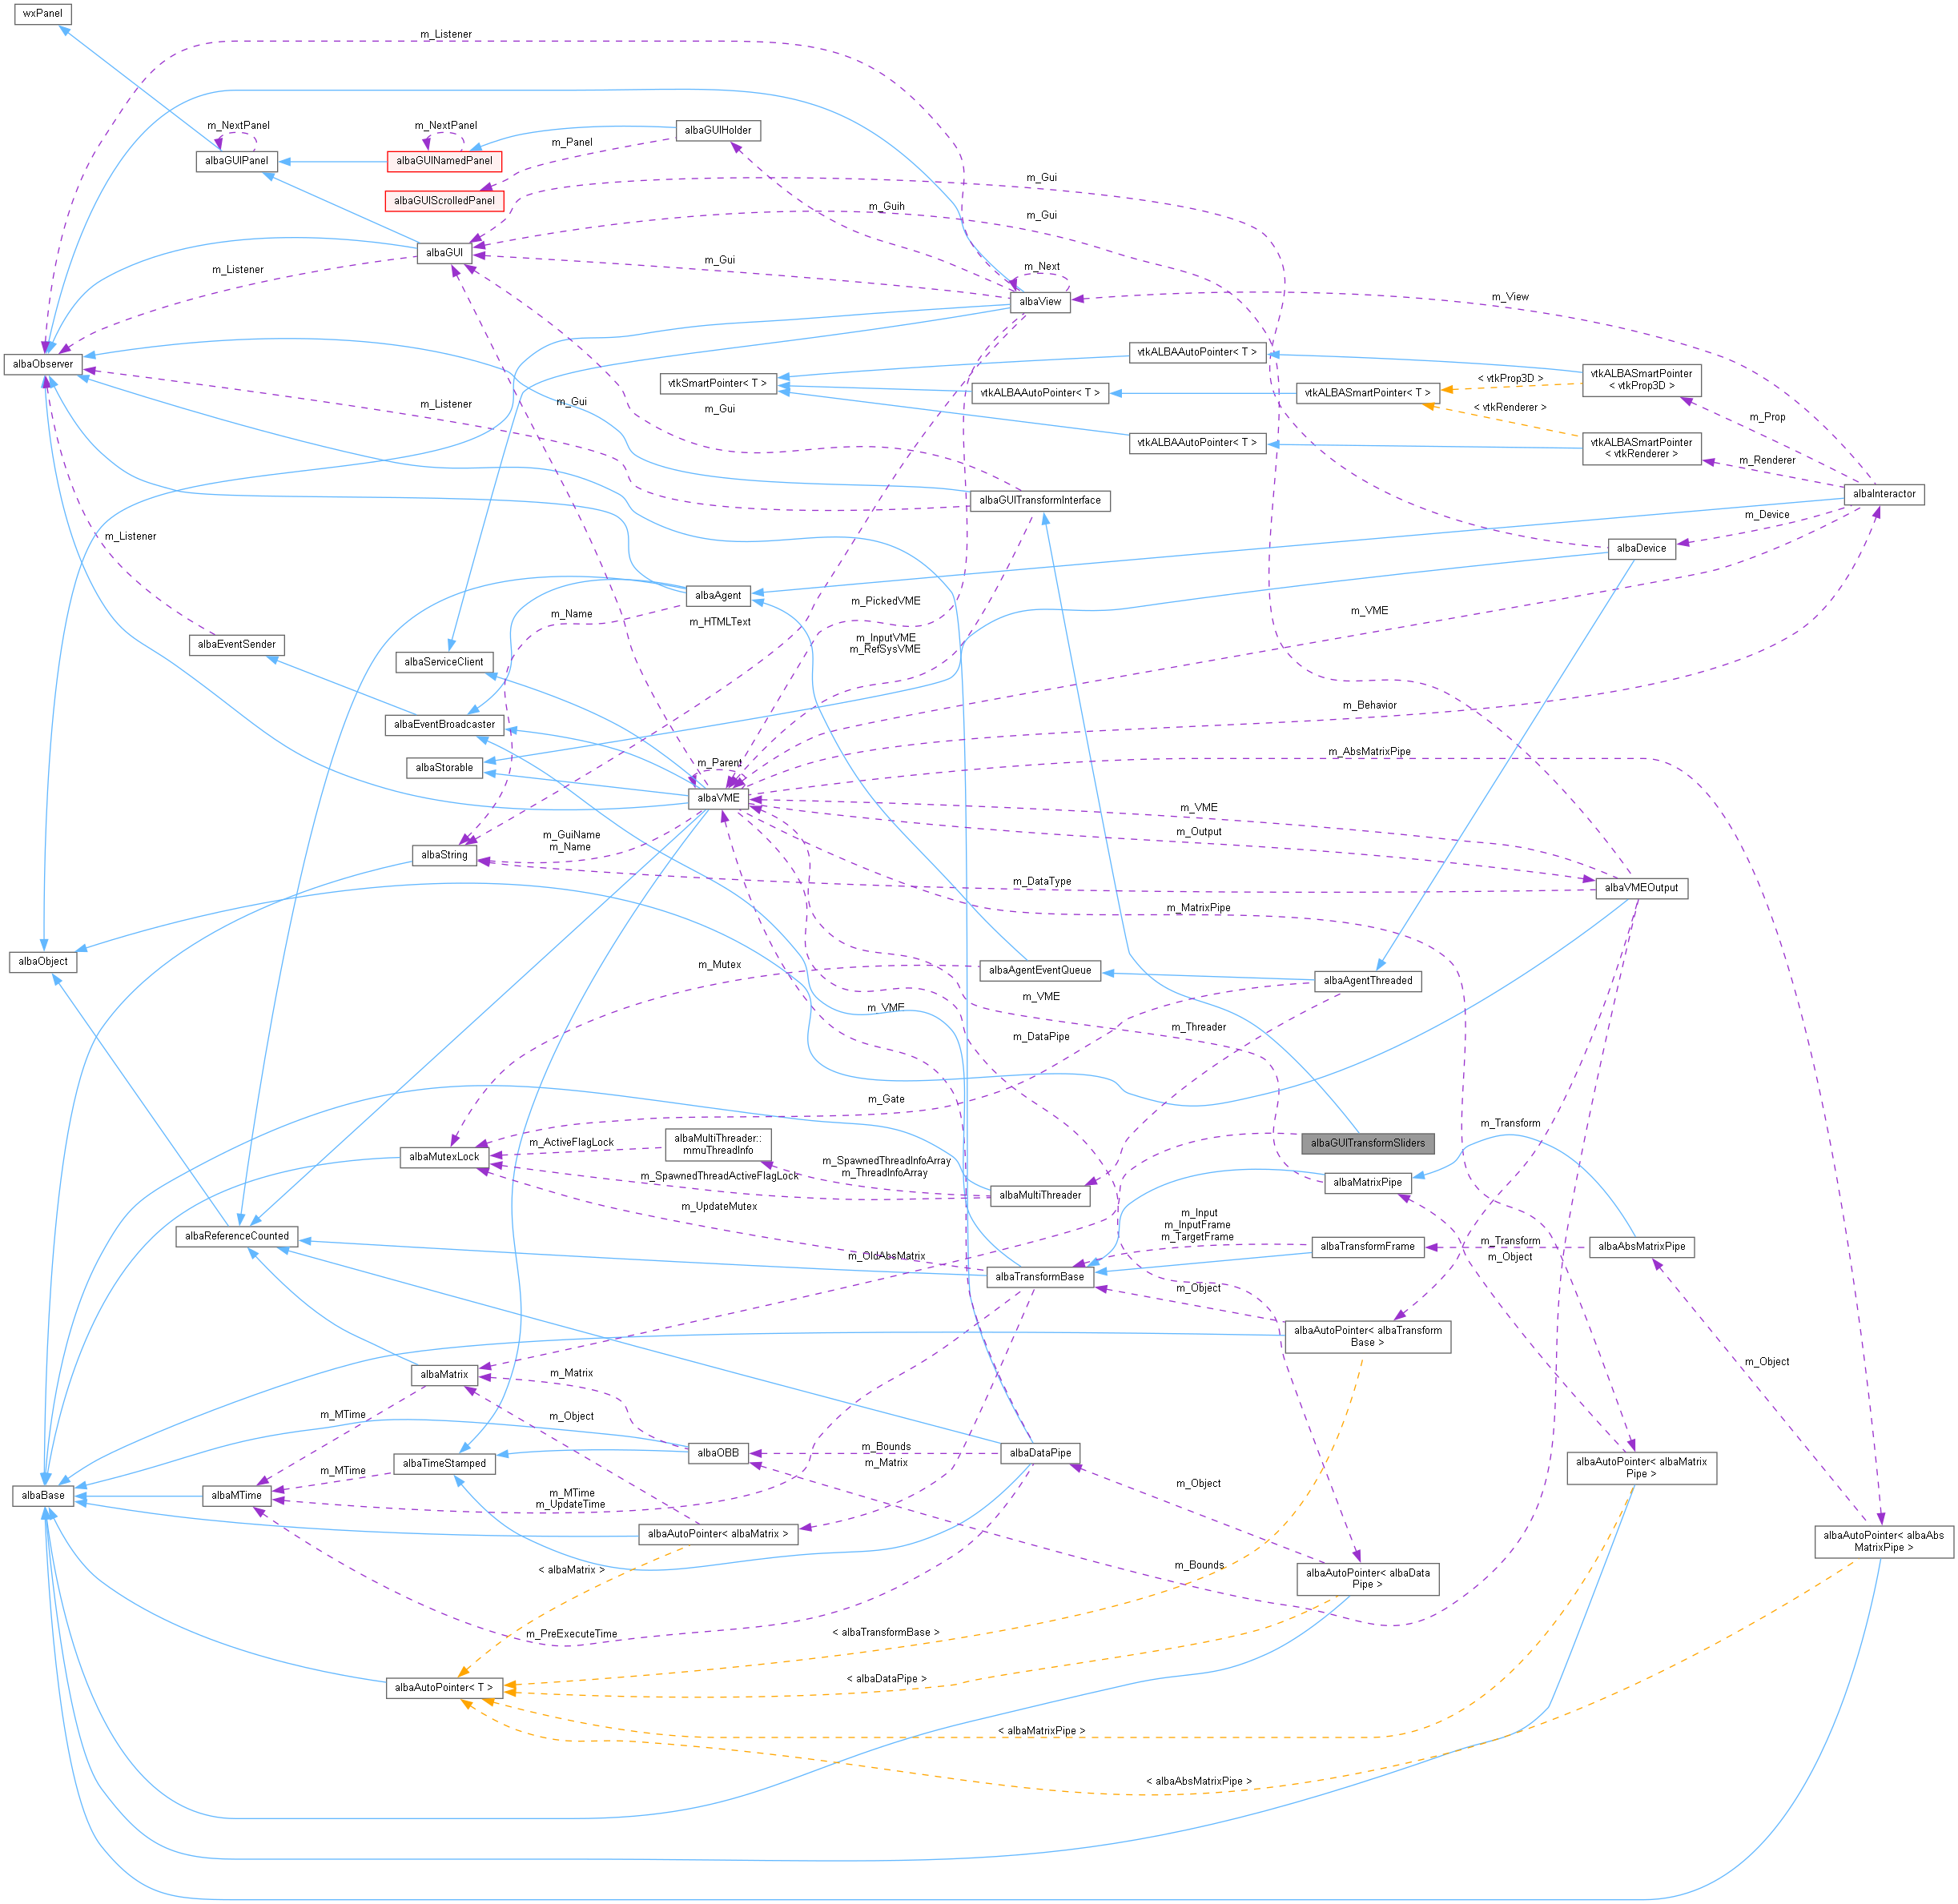 wxPanel
m_Listener
m_NextPanel
m_NextPanel
albaGUIHolder
m_Panel
albaGUIPanel
albaGUINamedPanel
m_Gui
albaGUIScrolledPanel
m_Guih
m_Gui
albaGUI
m_Gui
m_Listener
m_Next
m_View
albaView
albaObserver
vtkALBAAutoPointer< T >
vtkSmartPointer< T >
vtkALBAAutoPointer< T >
vtkALBASmartPointer< T >
< vtkProp3D >
vtkALBASmartPointer
< vtkProp3D >
m_Listener
m_Gui
m_Gui
< vtkRenderer >
m_Prop
vtkALBAAutoPointer< T >
vtkALBASmartPointer
< vtkRenderer >
m_Renderer
albaGUITransformInterface
albaInteractor
m_Device
m_Listener
albaDevice
albaAgent
m_PickedVME
m_Name
m_HTMLText
m_VME
albaEventSender
m_InputVME
m_RefSysVME
albaServiceClient
m_Behavior
albaEventBroadcaster
m_AbsMatrixPipe
albaStorable
m_Parent
albaVME
m_VME
m_Output
m_GuiName
m_Name
albaString
m_DataType
albaVMEOutput
m_MatrixPipe
albaObject
m_Mutex
albaAgentEventQueue
albaAgentThreaded
m_VME
m_VME
m_Threader
m_DataPipe
m_Gate
m_Transform
albaMultiThreader::
mmuThreadInfo
m_ActiveFlagLock
albaGUITransformSliders
albaMutexLock
m_SpawnedThreadInfoArray
m_ThreadInfoArray
m_SpawnedThreadActiveFlagLock
albaMultiThreader
albaMatrixPipe
m_UpdateMutex
m_Input
m_InputFrame
m_TargetFrame
albaReferenceCounted
m_OldAbsMatrix
albaTransformFrame
m_Transform
m_Object
albaAbsMatrixPipe
albaTransformBase
m_Object
albaAutoPointer< albaTransform
Base >
m_Object
albaMatrix
m_Matrix
m_MTime
m_Object
m_Bounds
m_Matrix
albaOBB
albaDataPipe
albaTimeStamped
m_MTime
albaAutoPointer< albaMatrix
Pipe >
m_Object
albaBase
albaMTime
m_MTime
m_UpdateTime
albaAutoPointer< albaMatrix >
albaAutoPointer< albaAbs
MatrixPipe >
m_Bounds
< albaMatrix >
albaAutoPointer< albaData
Pipe >
m_PreExecuteTime
< albaTransformBase >
albaAutoPointer< T >
< albaDataPipe >
< albaMatrixPipe >
< albaAbsMatrixPipe >